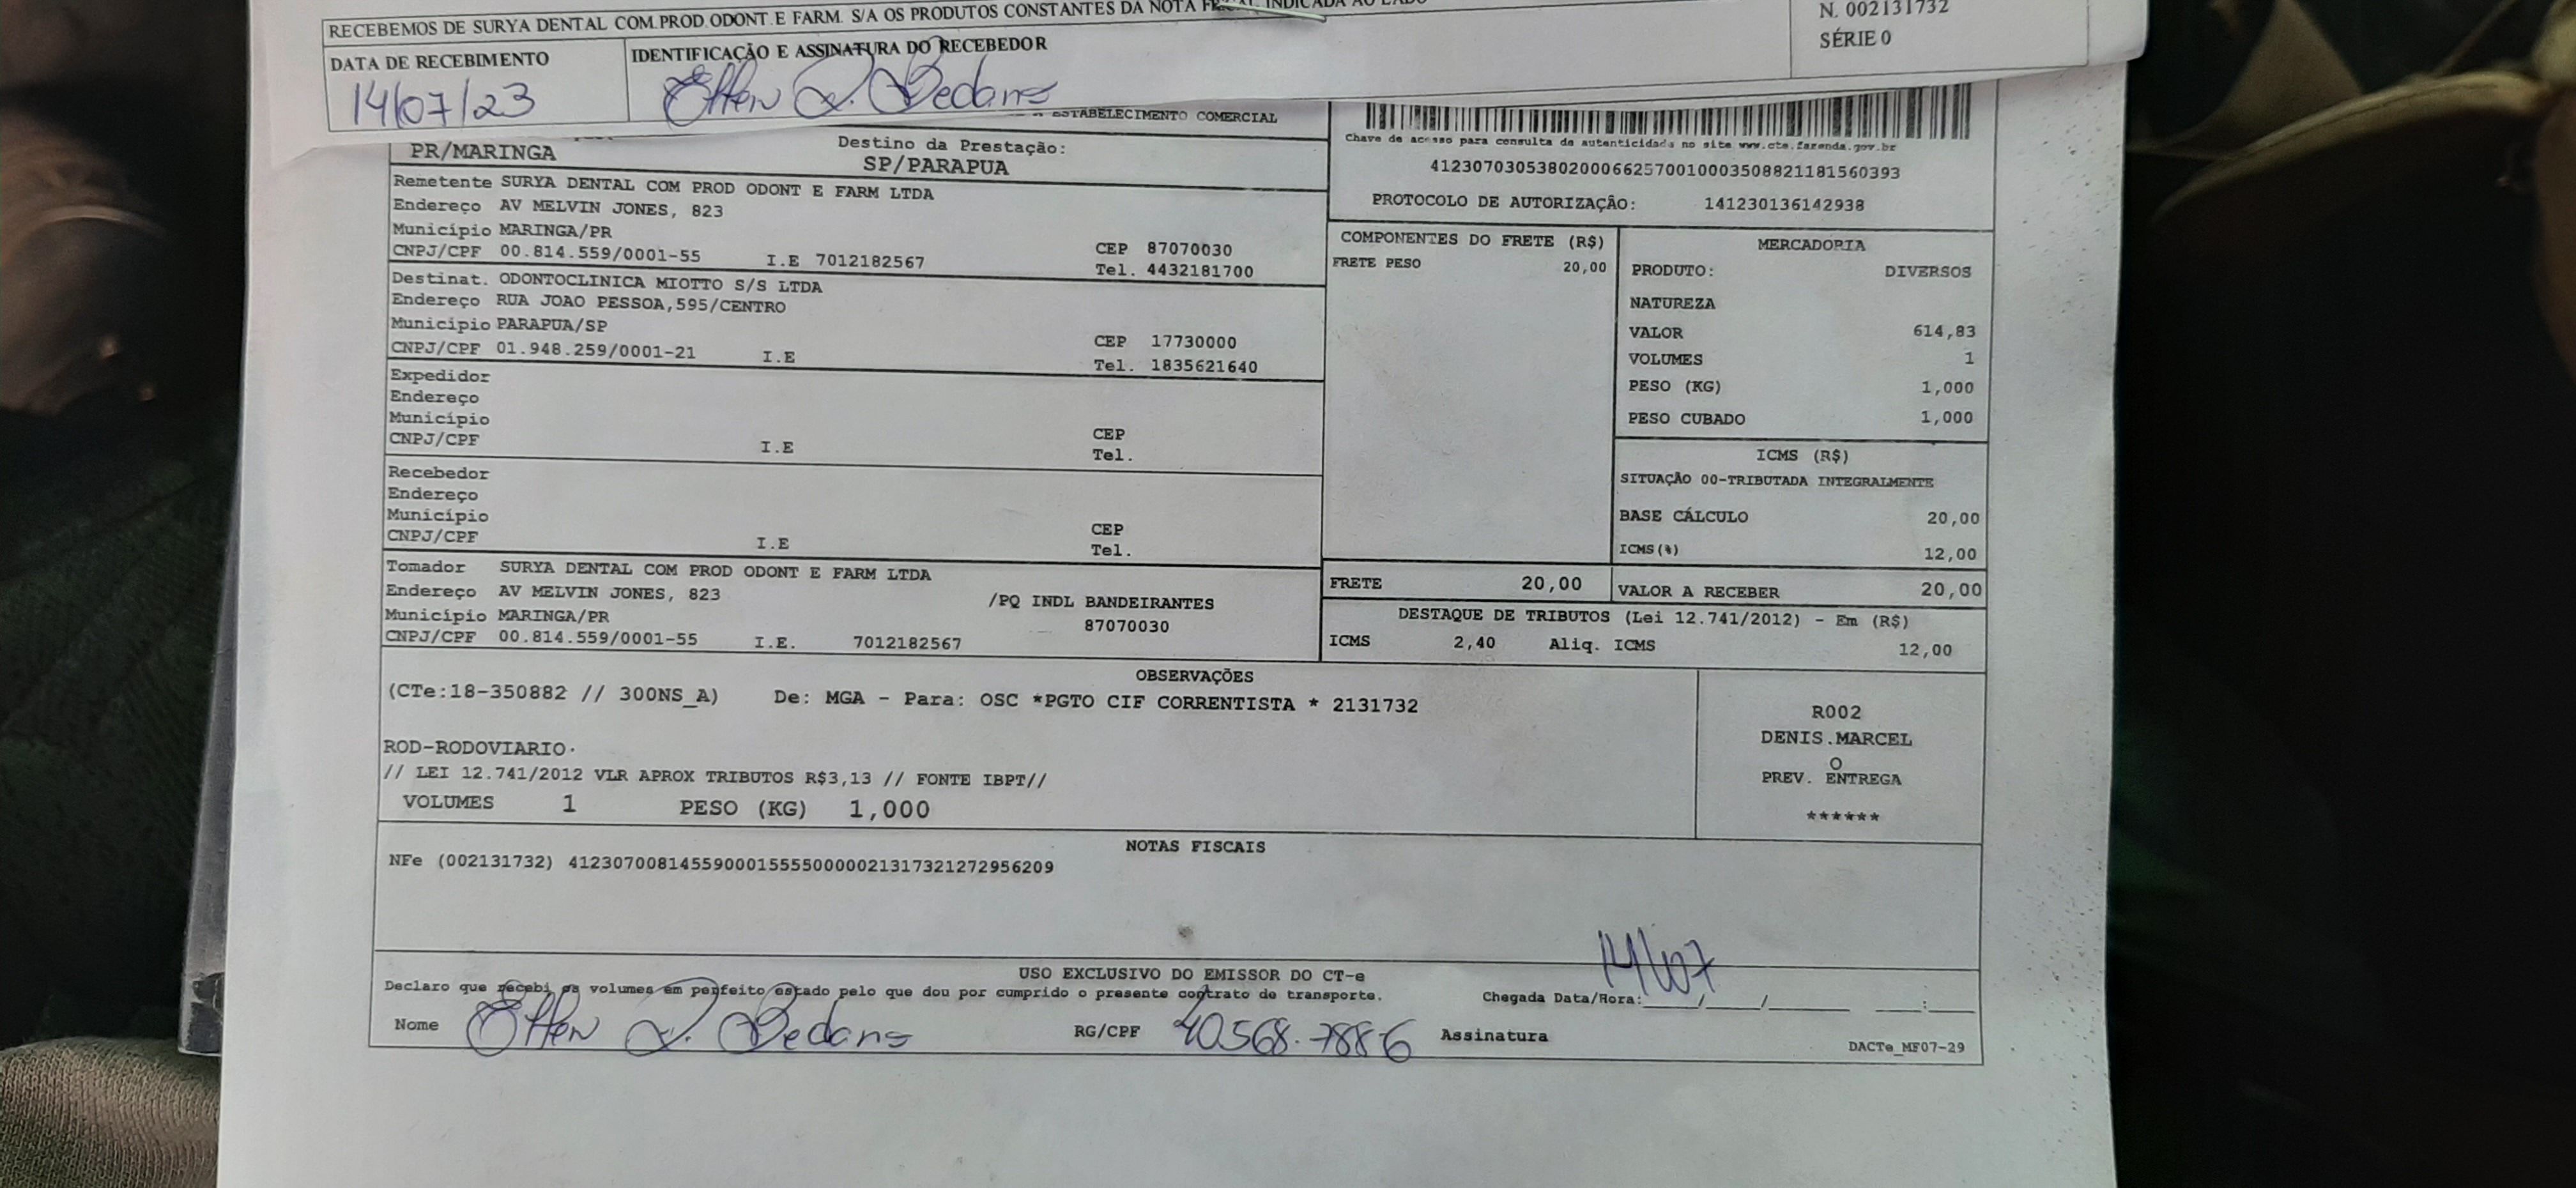 RECEBEMOS DE SURYA DENTAL COM.PROD.ODONT.E FARM. S/A OS PRODUTOS CONSTANTES DA NOTA INDICADA AO LADO
N. 002131732
SÉRIE 0
DATA DE RECEBIMENTO
IDENTIFICAÇÃO E ASSINATURA DO RECEBEDOR
14/07/23
ESTABELECIMENTO COMERCIAL
PR/MARINGA
Destino da Prestação:
SP/PARAPUA
Chave de acesso para consulta de autenticidade no site www.cte.fazenda.gov.br
41230703053802000662570010003508821181560393
PROTOCOLO DE AUTORIZAÇÃO: 141230136142938
Remetente SURYA DENTAL COM PROD ODONT E FARM LTDA
Endereço AV MELVIN JONES, 823
Município MARINGA/PR CEP 87070030
CNPJ/CPF 00.814.559/0001-55 I.E 7012182567 Tel. 4432181700
Destinat. ODONTOCLINICA MIOTTO S/S LTDA
Endereço RUA JOAO PESSOA,595/CENTRO
Município PARAPUA/SP CEP 17730000
CNPJ/CPF 01.948.259/0001-21 I.E Tel. 1835621640
Expedidor
Endereço
Município CEP
CNPJ/CPF I.E Tel.
Recebedor
Endereço
Município CEP
CNPJ/CPF I.E Tel.
Tomador SURYA DENTAL COM PROD ODONT E FARM LTDA
Endereço AV MELVIN JONES, 823 /PQ INDL BANDEIRANTES
Município MARINGA/PR 87070030
CNPJ/CPF 00.814.559/0001-55 I.E. 7012182567
COMPONENTES DO FRETE (R$)
FRETE PESO 20,00
MERCADORIA
PRODUTO: DIVERSOS
NATUREZA
VALOR 614,83
VOLUMES 1
PESO (KG) 1,000
PESO CUBADO 1,000
ICMS (R$)
SITUAÇÃO 00-TRIBUTADA INTEGRALMENTE
BASE CÁLCULO 20,00
ICMS(%) 12,00
FRETE 20,00 VALOR A RECEBER 20,00
DESTAQUE DE TRIBUTOS (Lei 12.741/2012) - Em (R$)
ICMS 2,40 Aliq. ICMS 12,00
OBSERVAÇÕES
(CTe:18-350882 // 300NS_A) De: MGA - Para: OSC *PGTO CIF CORRENTISTA * 2131732
ROD-RODOVIARIO.
// LEI 12.741/2012 VLR APROX TRIBUTOS R$3,13 // FONTE IBPT//
VOLUMES 1 PESO (KG) 1,000
R002
DENIS.MARCEL
O
PREV. ENTREGA
******
NOTAS FISCAIS
NFe (002131732) 41230700814559000155550000021317321272956209
USO EXCLUSIVO DO EMISSOR DO CT-e
Declaro que recebi os volumes em perfeito estado pelo que dou por cumprido o presente contrato de transporte.
14/07
Chegada Data/Hora:____/____/______ ___:___
Nome
RG/CPF 40.568.788-6 Assinatura
DACTe_MF07-29